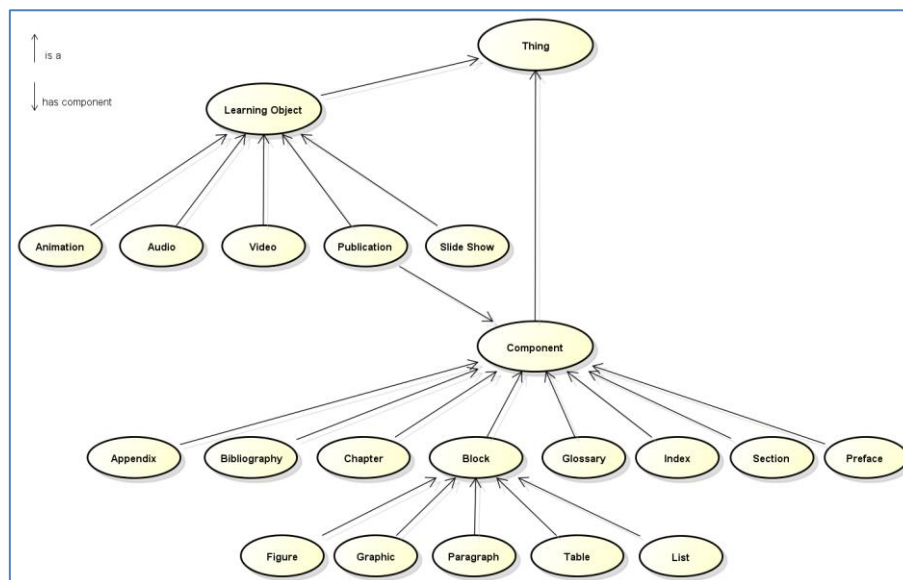 is a
has component
Thing
Learning Object
Animation
Audio
Video
Publication
Slide Show
Component
Appendix
Bibliography
Chapter
Block
Glossary
Index
Section
Preface
Figure
Graphic
Paragraph
Table
List